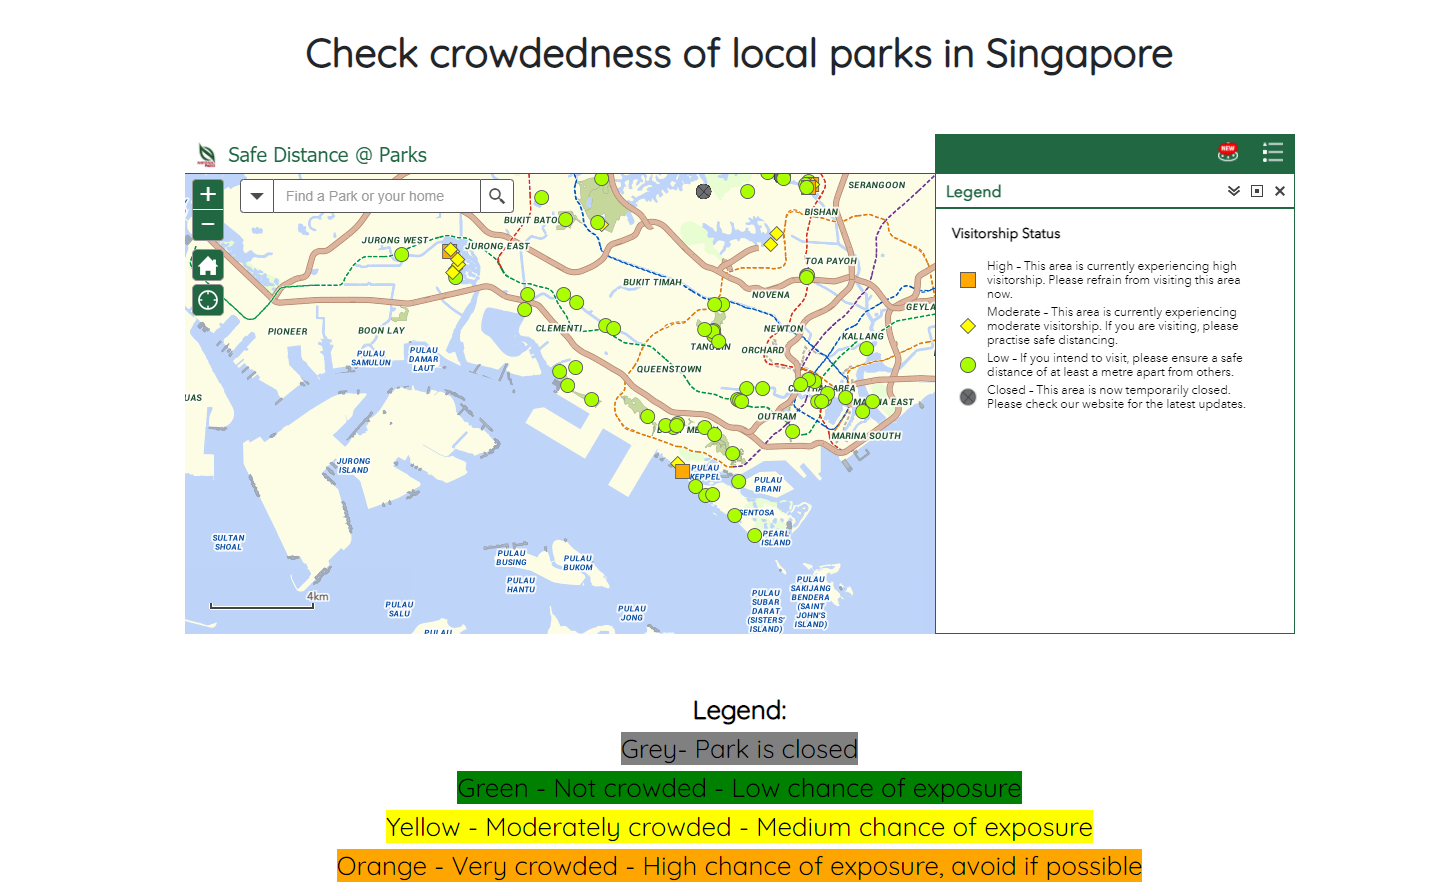 Check crowdedness of local parks in Singapore
Safe Distance @ Parks
NEW
+
Find a Park or your home
−
Legend
Visitorship Status
High - This area is currently experiencing high
visitorship. Please refrain from visiting this area
now.
Moderate - This area is currently experiencing
moderate visitorship. If you are visiting, please
practise safe distancing.
Low - If you intend to visit, please ensure a safe
distance of at least a metre apart from others.
Closed - This area is now temporarily closed.
Please check our website for the latest updates.
SERANGOON
BISHAN
BUKIT BATO
JURONG WEST
JURONG EAST
TOA PAYOH
BUKIT TIMAH
NOVENA
GEYLA
PIONEER
BOON LAY
CLEMENTI
NEWTON
KALLANG
TANGLIN
ORCHARD
PULAU
SAMULUN
PULAU
DAMAR
LAUT
QUEENSTOWN
UAS
AREA
EAST
OUTRAM
MARINA SOUTH
JURONG
ISLAND
PULAU
KEPPEL
PULAU
BRANI
SENTOSA
PEARL
ISLAND
SULTAN
SHOAL
PULAU
BUSING
PULAU
BUKOM
PULAU
HANTU
PULAU
SAKIJANG
BENDERA
(SAINT
JOHN'S
ISLAND)
PULAU
SUBAR
DARAT
(SISTERS'
ISLAND)
4km
PULAU
SALU
PULAU
JONG
PULAU
Legend:
Grey- Park is closed
Green - Not crowded - Low chance of exposure
Yellow - Moderately crowded - Medium chance of exposure
Orange - Very crowded - High chance of exposure, avoid if possible